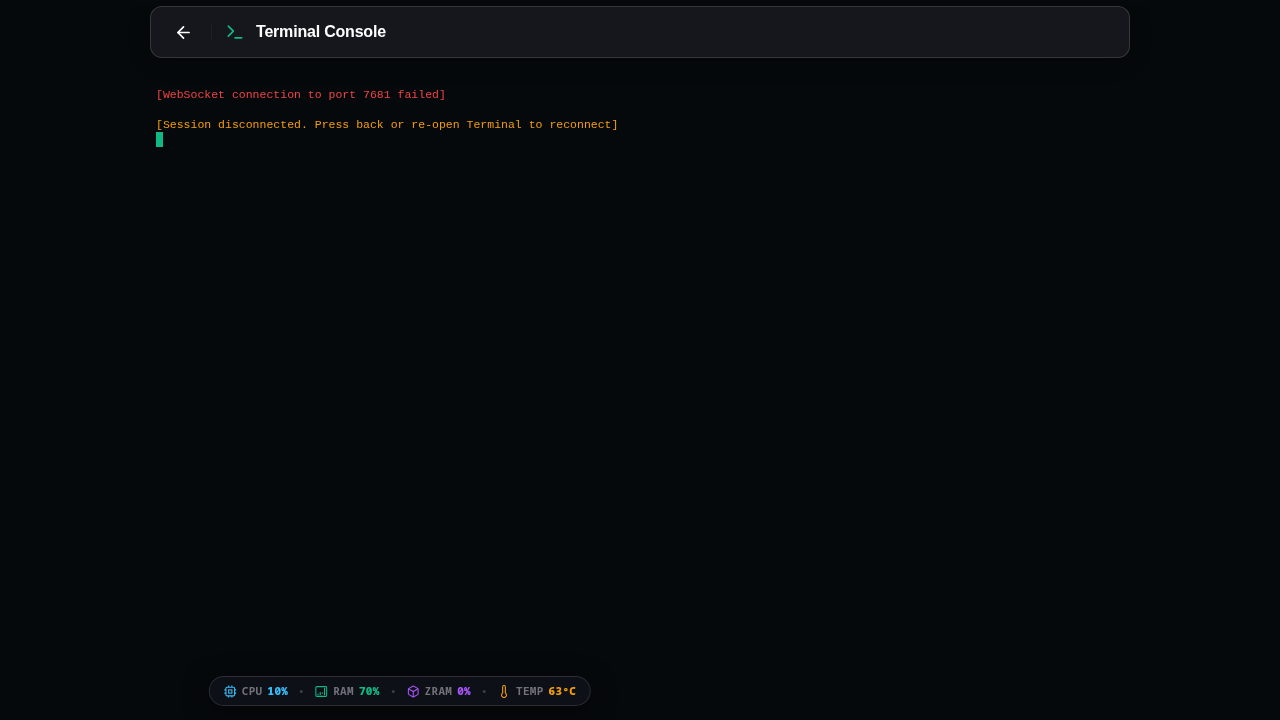 Terminal Console
[WebSocket connection to port 7681 failed]
[Session disconnected. Press back or re-open Terminal to reconnect]
CPU 10% • RAM 70% • ZRAM 0% • TEMP 63°C